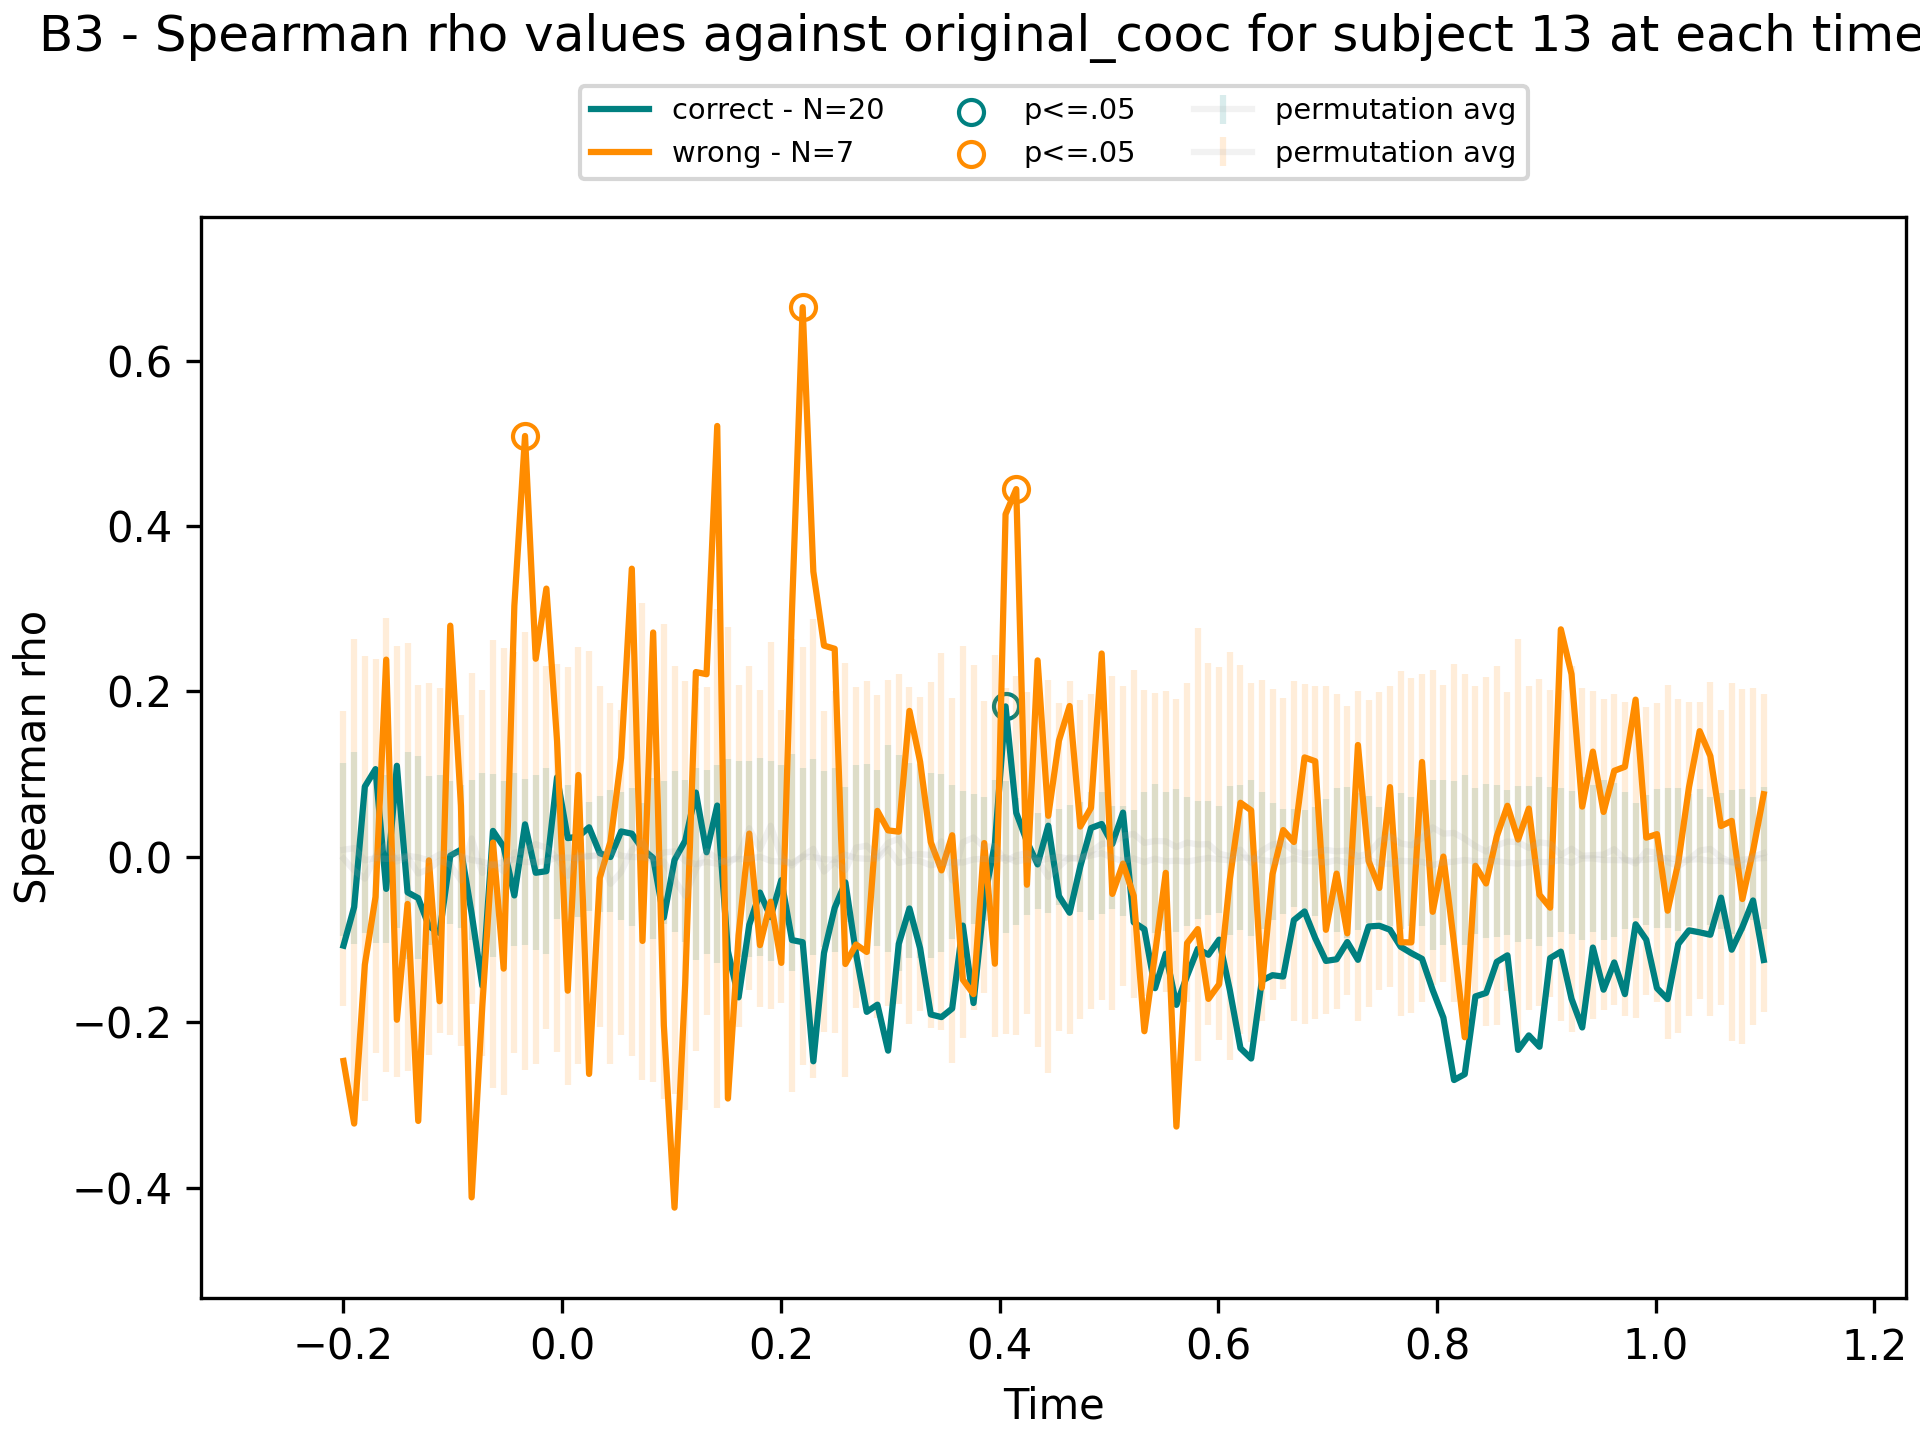 B3 - Spearman rho values against original_cooc for subject 13 at each time
correct - N=20
wrong - N=7
p<=.05
p<=.05
permutation avg
permutation avg
Spearman rho
0.6
0.4
0.2
0.0
−0.2
−0.4
−0.2 0.0 0.2 0.4 0.6 0.8 1.0 1.2
Time